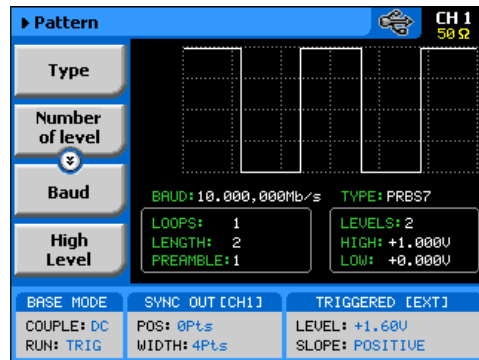 Pattern
CH 1
50 Ω
Type
Number
of level
Baud
High
Level
BAUD:10.000,000Mb/s TYPE:PRBS7
LOOPS: 1
LENGTH: 2
PREAMBLE:1
LEVELS:2
HIGH:+1.000V
LOW: +0.000V
BASE MODE
COUPLE:DC
RUN: TRIG
SYNC OUT[CH1]
POS: 0Pts
WIDTH:4Pts
TRIGGERED [EXT]
LEVEL: +1.60V
SLOPE: POSITIVE